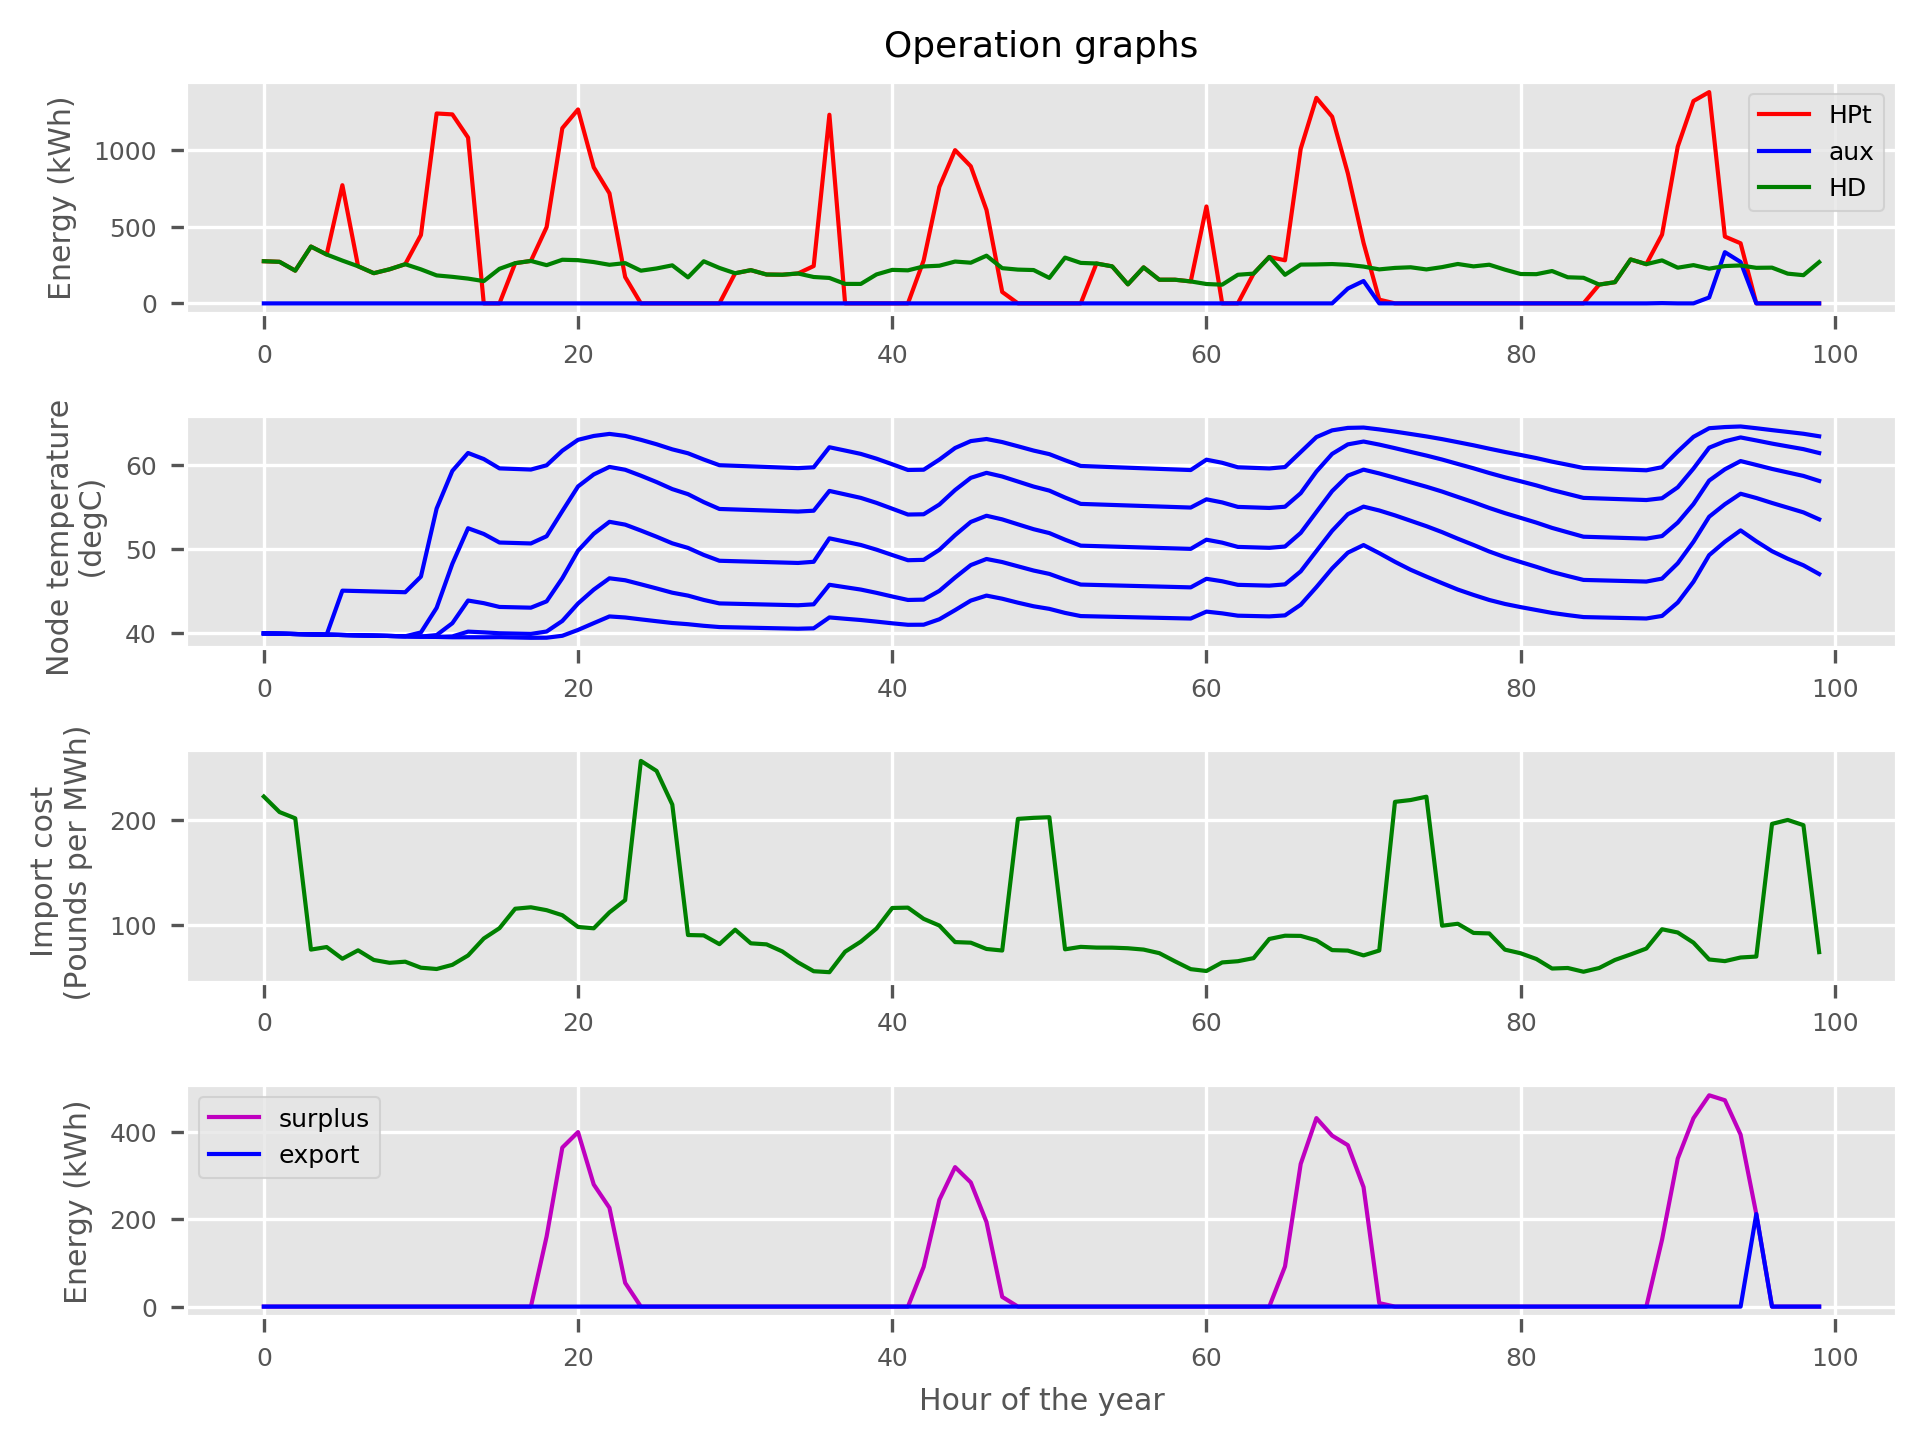 Operation graphs
Energy (kWh)
1000
500
0
HPt
aux
HD
0 20 40 60 80 100
Node temperature
(degC)
60
50
40
0 20 40 60 80 100
Import cost
(Pounds per MWh)
200
100
0 20 40 60 80 100
Energy (kWh)
400
200
0
surplus
export
0 20 40 60 80 100
Hour of the year